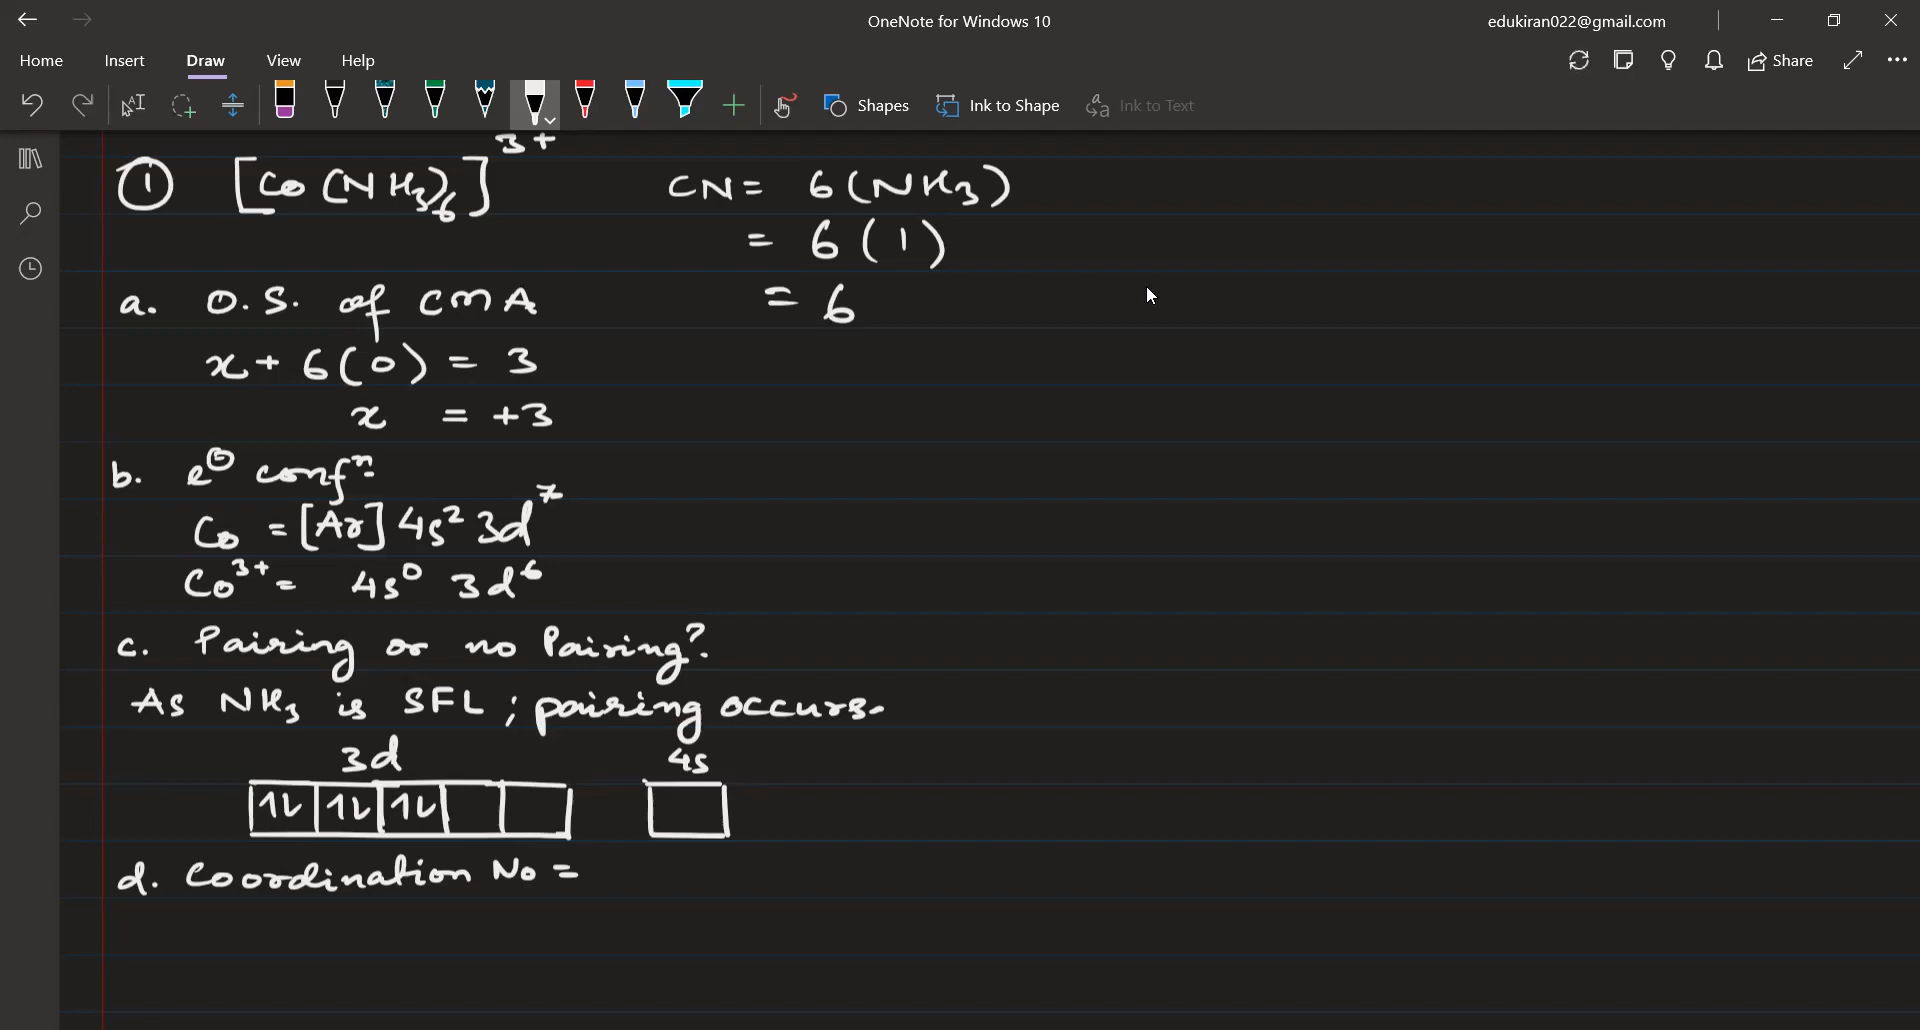 OneNote for Windows 10
edukiran022@gmail.com
Home Insert Draw View Help
Share
Shapes Ink to Shape Ink to Text
① [Co(NH₃)₆]³⁺ CN = 6(NH₃)
= 6(1)
a. O.S. of CMA = 6
x + 6(0) = 3
x = +3
b. e⊖ confⁿ
Co = [Ar] 4s² 3d⁷
Co³⁺ = 4s⁰ 3d⁶
c. Pairing or no Pairing?
As NH₃ is SFL; pairing occurs.
3d 4s
1L 1L 1L
d. Coordination No =